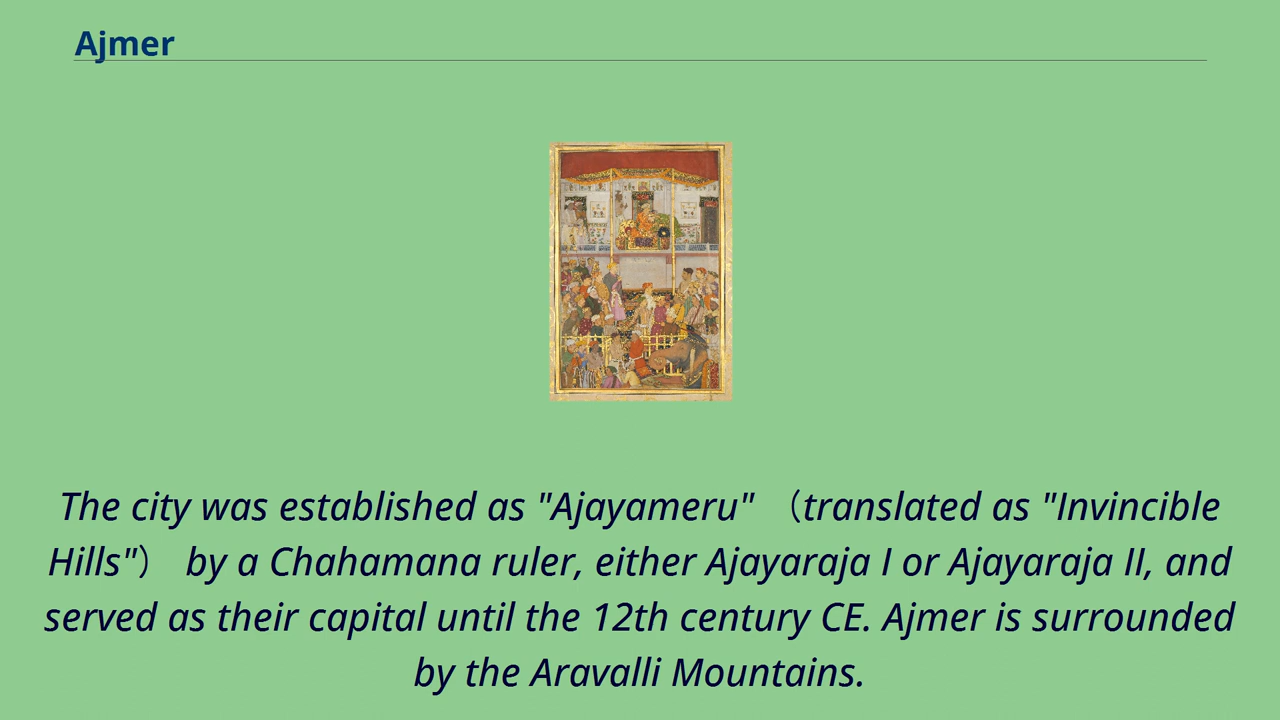 Ajmer
The city was established as "Ajayameru" （translated as "Invincible
Hills"） by a Chahamana ruler, either Ajayaraja I or Ajayaraja II, and
served as their capital until the 12th century CE. Ajmer is surrounded
by the Aravalli Mountains.